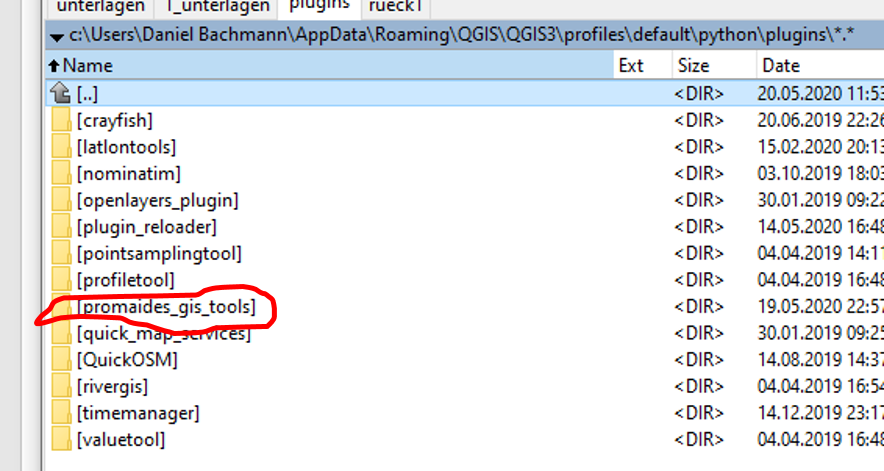 unterlagen T_unterlagen plugins rueck1
c:\Users\Daniel Bachmann\AppData\Roaming\QGIS\QGIS3\profiles\default\python\plugins\*.*
Name Ext Size Date
[..] <DIR> 20.05.2020 11:53
[crayfish] <DIR> 20.06.2019 22:26
[latlontools] <DIR> 15.02.2020 20:13
[nominatim] <DIR> 03.10.2019 18:03
[openlayers_plugin] <DIR> 30.01.2019 09:22
[plugin_reloader] <DIR> 14.05.2020 16:48
[pointsamplingtool] <DIR> 04.04.2019 14:11
[profiletool] <DIR> 04.04.2019 16:48
[promaides_gis_tools] <DIR> 19.05.2020 22:57
[quick_map_services] <DIR> 30.01.2019 09:25
[QuickOSM] <DIR> 14.08.2019 14:37
[rivergis] <DIR> 04.04.2019 16:54
[timemanager] <DIR> 14.12.2019 23:17
[valuetool] <DIR> 04.04.2019 16:48